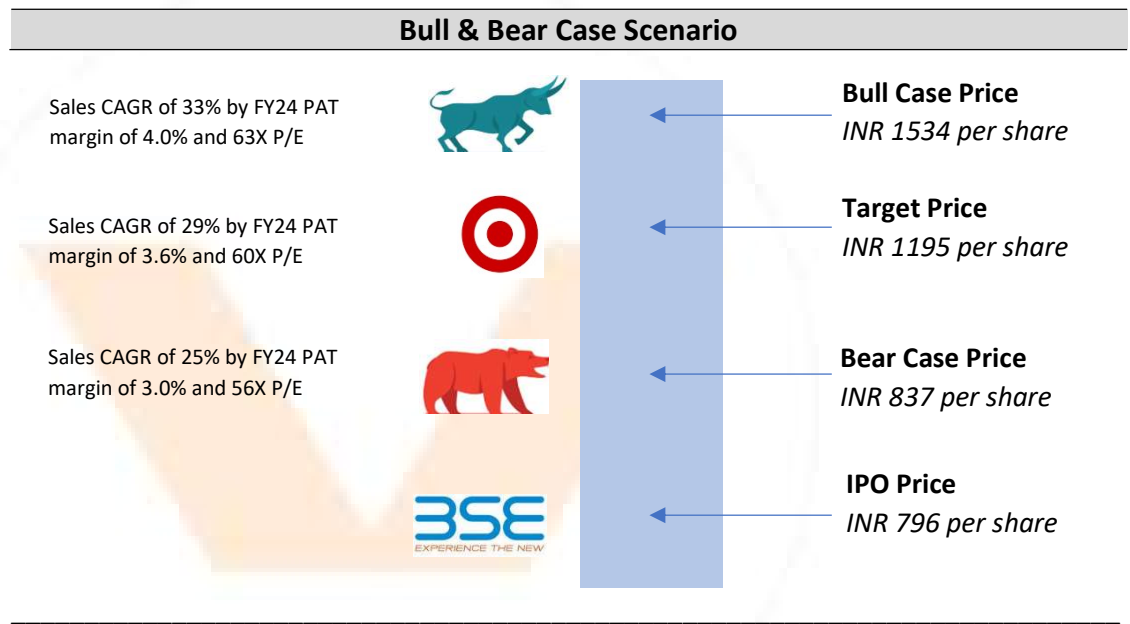 Bull & Bear Case Scenario
Sales CAGR of 33% by FY24 PAT
margin of 4.0% and 63X P/E
Bull Case Price
INR 1534 per share
Sales CAGR of 29% by FY24 PAT
margin of 3.6% and 60X P/E
Target Price
INR 1195 per share
Sales CAGR of 25% by FY24 PAT
margin of 3.0% and 56X P/E
Bear Case Price
INR 837 per share
BSE
EXPERIENCE THE NEW
IPO Price
INR 796 per share